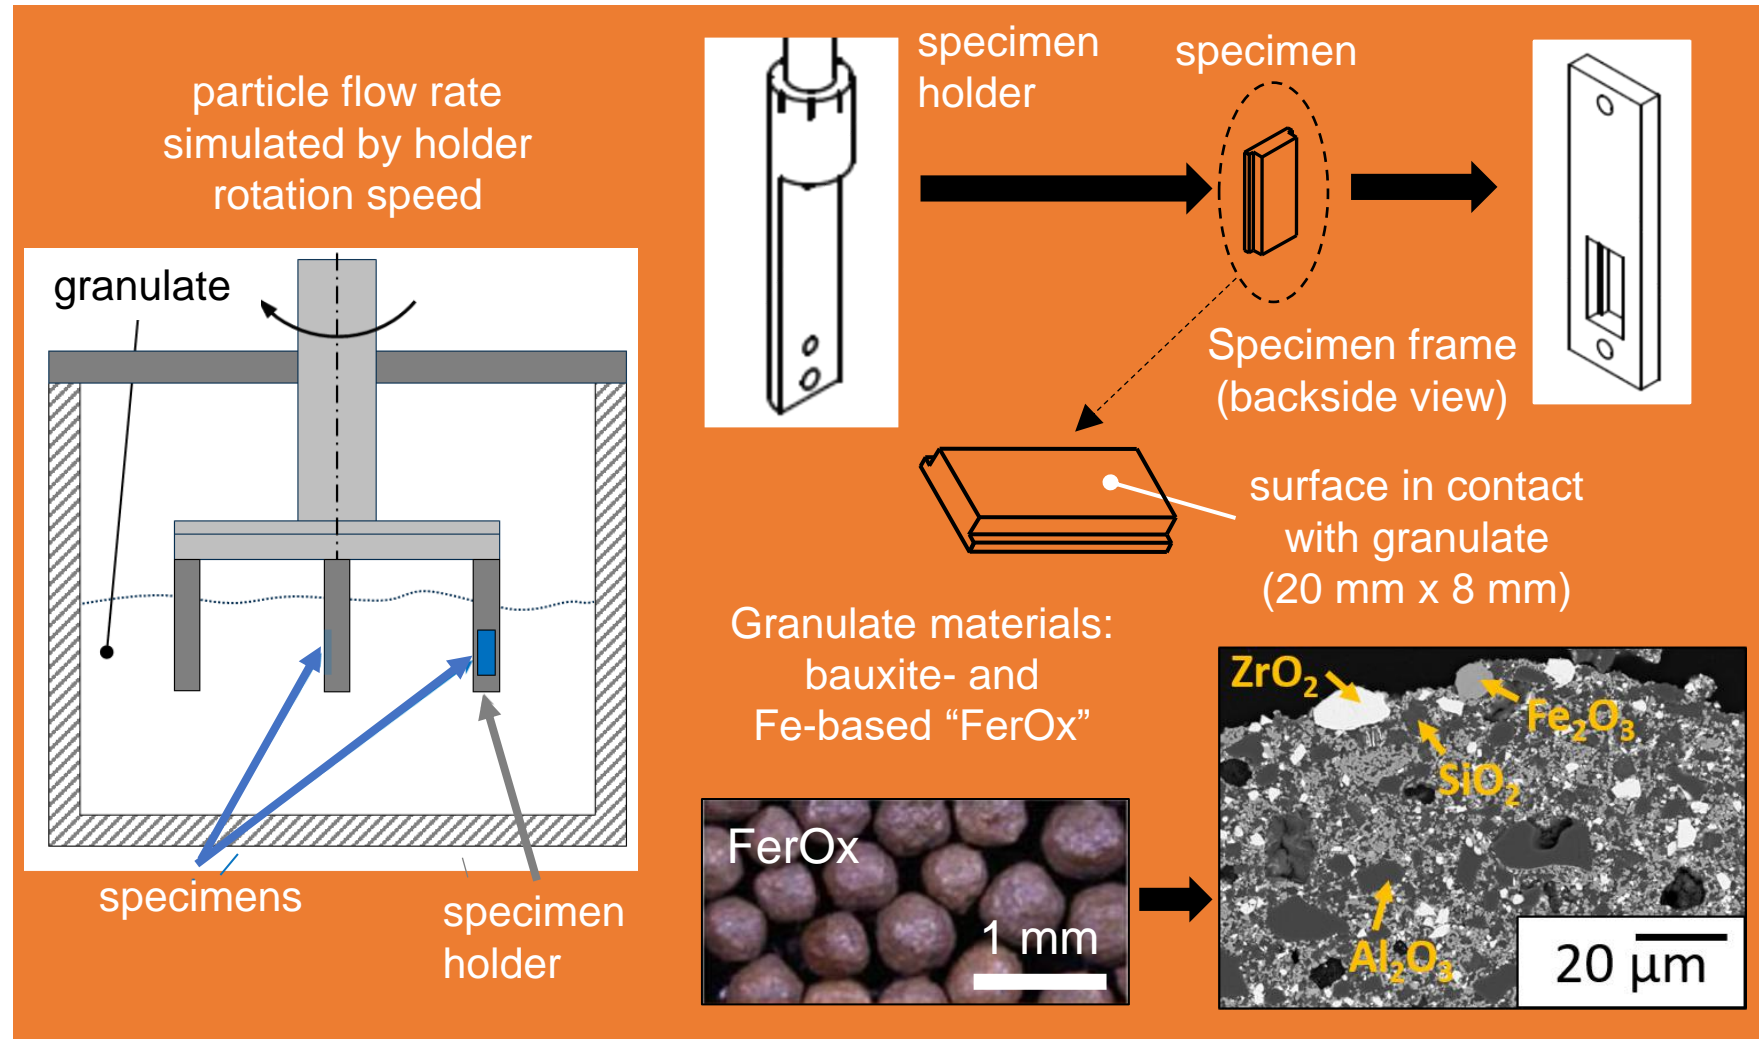 particle flow rate
simulated by holder
rotation speed
granulate
specimens
specimen
holder
specimen
holder
specimen
Specimen frame
(backside view)
surface in contact
with granulate
(20 mm x 8 mm)
Granulate materials:
bauxite- and
Fe-based “FerOx”
FerOx
1 mm
ZrO₂
Fe₂O₃
SiO₂
Al₂O₃
20 µm